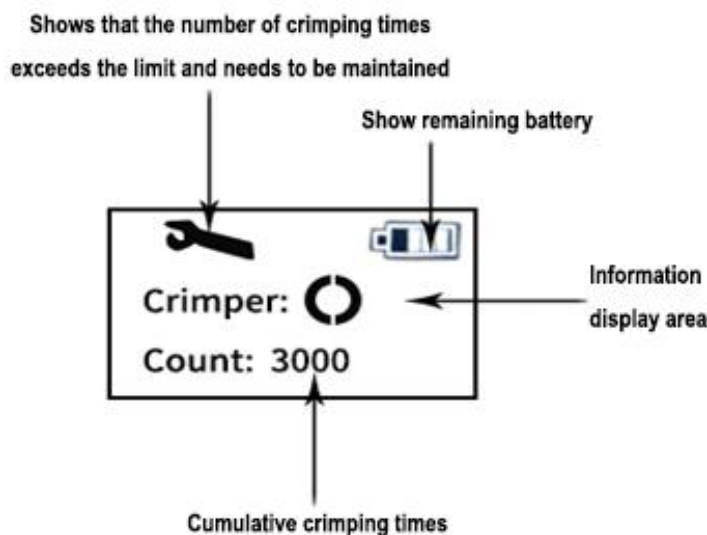 Shows that the number of crimping times
exceeds the limit and needs to be maintained
Show remaining battery
Crimper:
Information
display area
Count: 3000
Cumulative crimping times